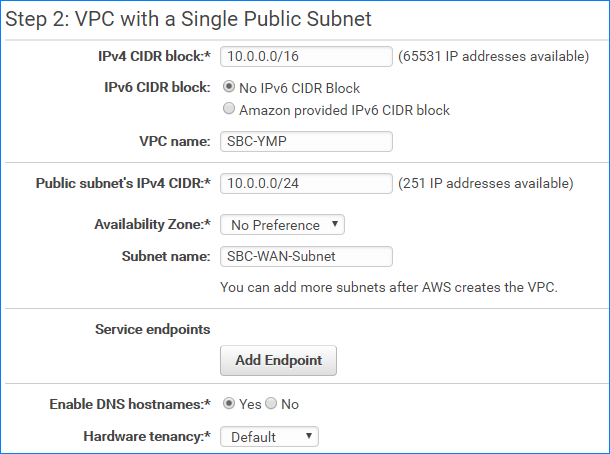 Step 2: VPC with a Single Public Subnet
IPv4 CIDR block:* 10.0.0.0/16 (65531 IP addresses available)
IPv6 CIDR block: No IPv6 CIDR Block
Amazon provided IPv6 CIDR block
VPC name: SBC-YMP
Public subnet's IPv4 CIDR:* 10.0.0.0/24 (251 IP addresses available)
Availability Zone:* No Preference
Subnet name: SBC-WAN-Subnet
You can add more subnets after AWS creates the VPC.
Service endpoints
Add Endpoint
Enable DNS hostnames:* Yes No
Hardware tenancy:* Default